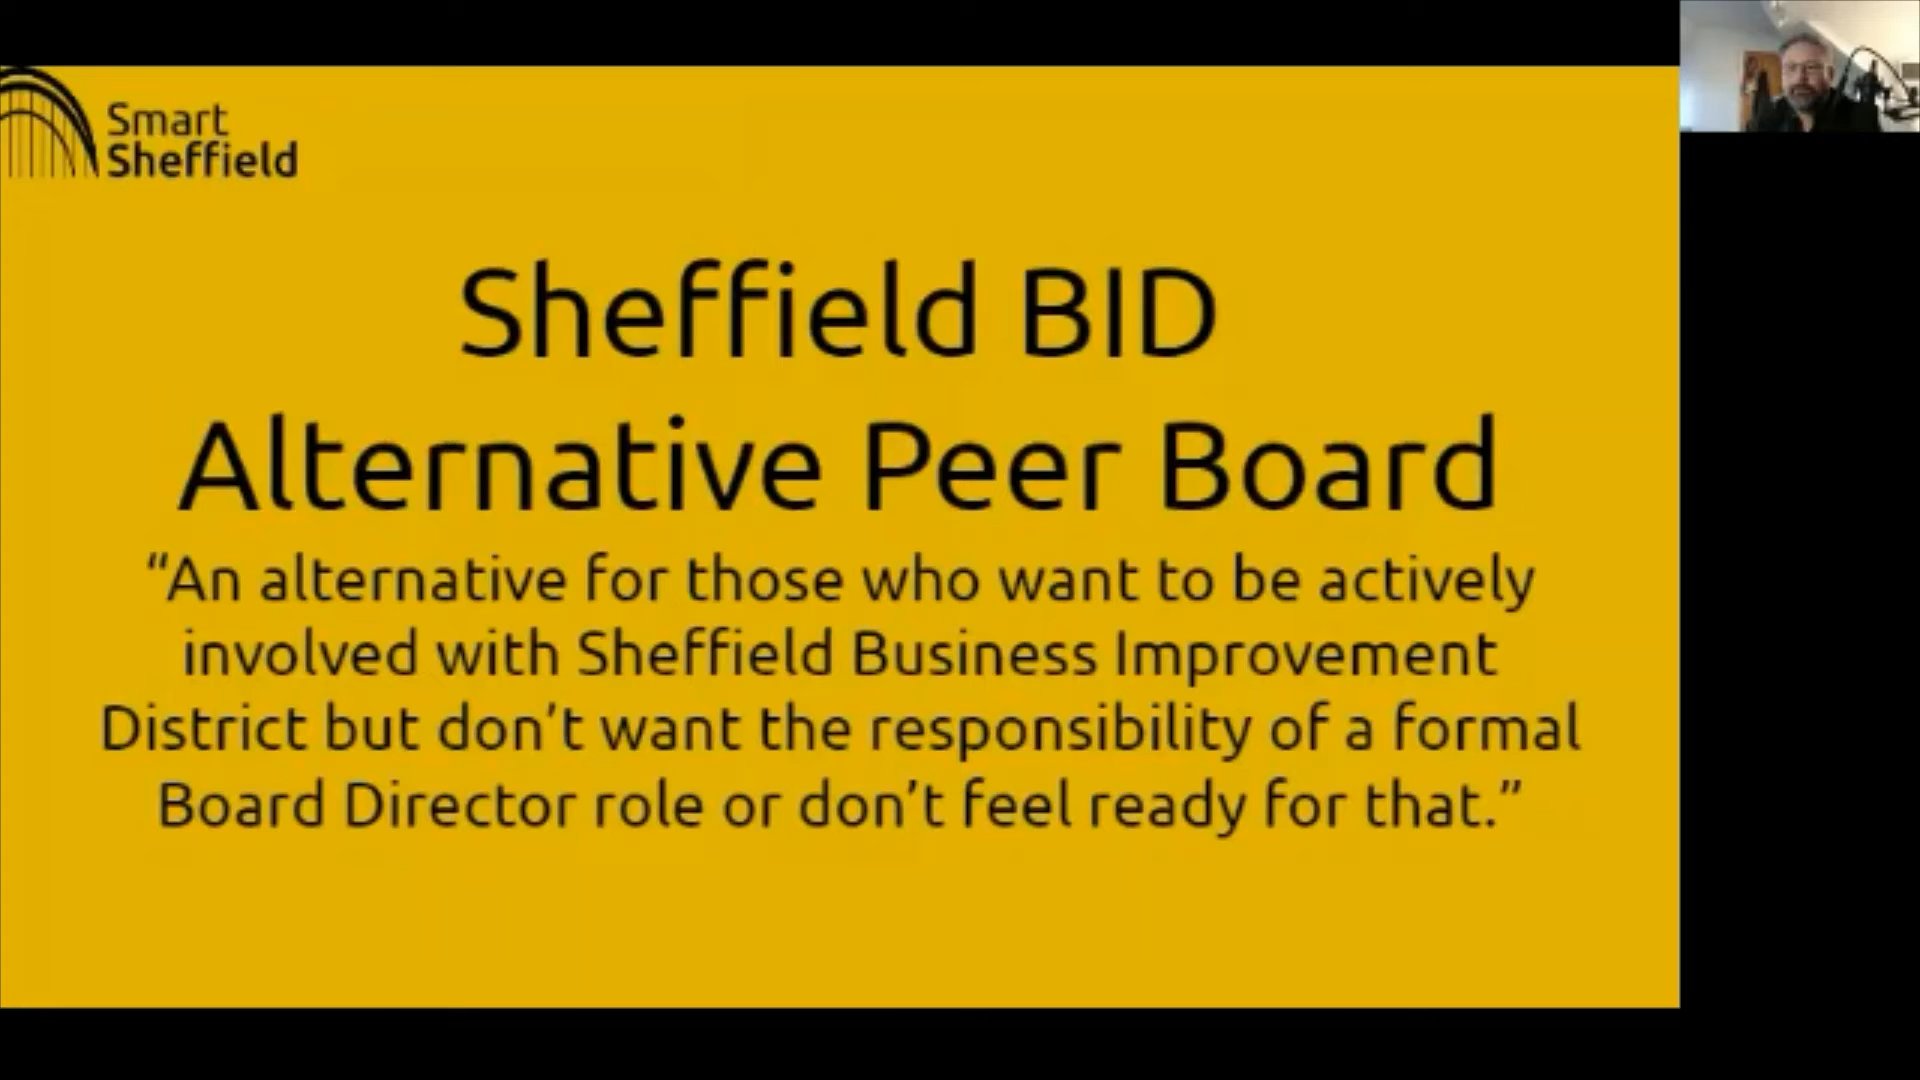 Smart
Sheffield
Sheffield BID
Alternative Peer Board
“An alternative for those who want to be actively
involved with Sheffield Business Improvement
District but don’t want the responsibility of a formal
Board Director role or don’t feel ready for that.”